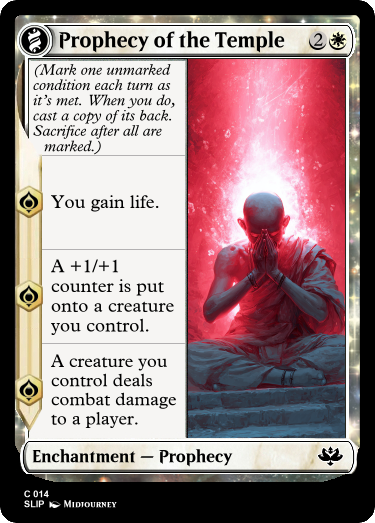 Prophecy of the Temple 2
(Mark one unmarked
condition each turn as
it's met. When you do,
cast a copy of its back.
Sacrifice after all are
marked.)
You gain life.
A +1/+1
counter is put
onto a creature
you control.
A creature you
control deals
combat damage
to a player.
Enchantment — Prophecy
C 014
SLIP Midjourney